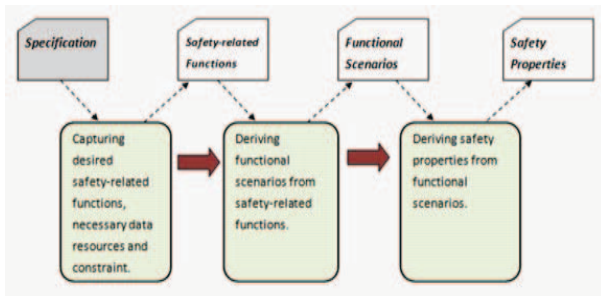 Specification
Safety-related
Functions
Functional
Scenarios
Safety
Properties
Capturing
desired
safety-related
functions,
necessary data
resources and
constraint.
Deriving
functional
scenarios from
safety-related
functions.
Deriving safety
properties from
functional
scenarios.